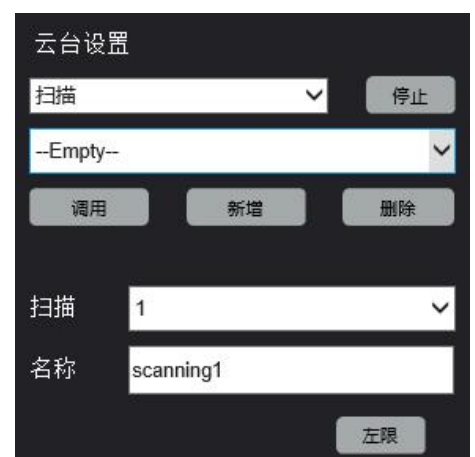 云台设置
扫描 停止
--Empty--
调用 新增 删除
扫描 1
名称 scanning1
左限